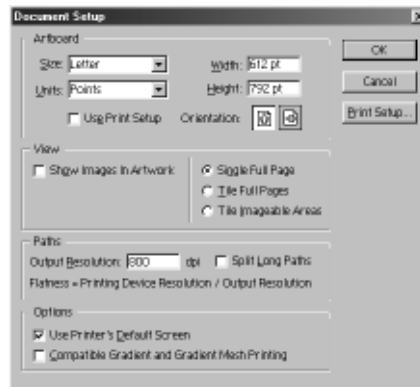 Document Setup
Artboard
Size: Letter
Width: 612 pt
Units: Points
Height: 792 pt
Use Print Setup
Orientation:
OK
Cancel
Print Setup...
View
Show Images In Artwork
Single Full Page
Tile Full Pages
Tile Imageable Areas
Paths
Output Resolution: 800 dpi
Split Long Paths
Flatness = Printing Device Resolution / Output Resolution
Options
Use Printer's Default Screen
Compatible Gradient and Gradient Mesh Printing